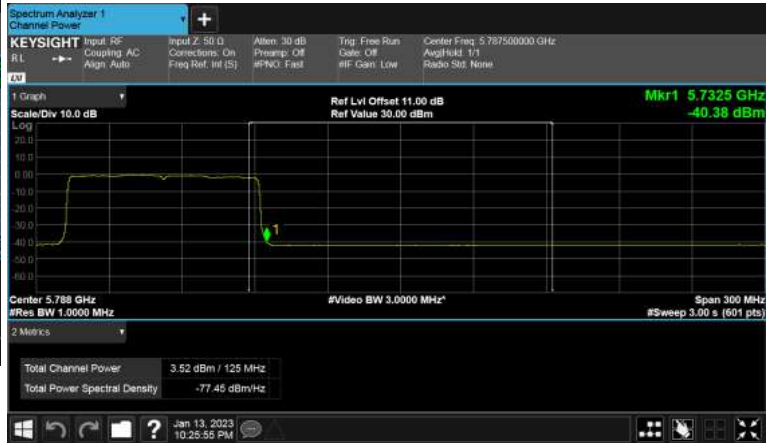 Spectrum Analyzer 1
Channel Power
+
KEYSIGHT Input: RF Input Z: 50 Ω Atten: 30 dB Trig: Free Run Center Freq: 5.787500000 GHz
RL Coupling: AC Corrections: On Preamp: Off Gate: Off Avg|Hold: 1/1
Align: Auto Freq Ref: Int (S) #PNO: Fast #IF Gain: Low Radio Std: None
LXI
1 Graph Ref Lvl Offset 11.00 dB Mkr1 5.7325 GHz
Scale/Div 10.0 dB Ref Value 30.00 dBm -40.38 dBm
Log
20.0
10.0
0.00
-10.0
-20.0
-30.0
1
-40.0
-50.0
-60.0
Center 5.788 GHz #Video BW 3.0000 MHz* Span 300 MHz
#Res BW 1.0000 MHz #Sweep 3.00 s (601 pts)
2 Metrics
Total Channel Power 3.52 dBm / 125 MHz
Total Power Spectral Density -77.45 dBm/Hz
? Jan 13, 2023
10:25:55 PM